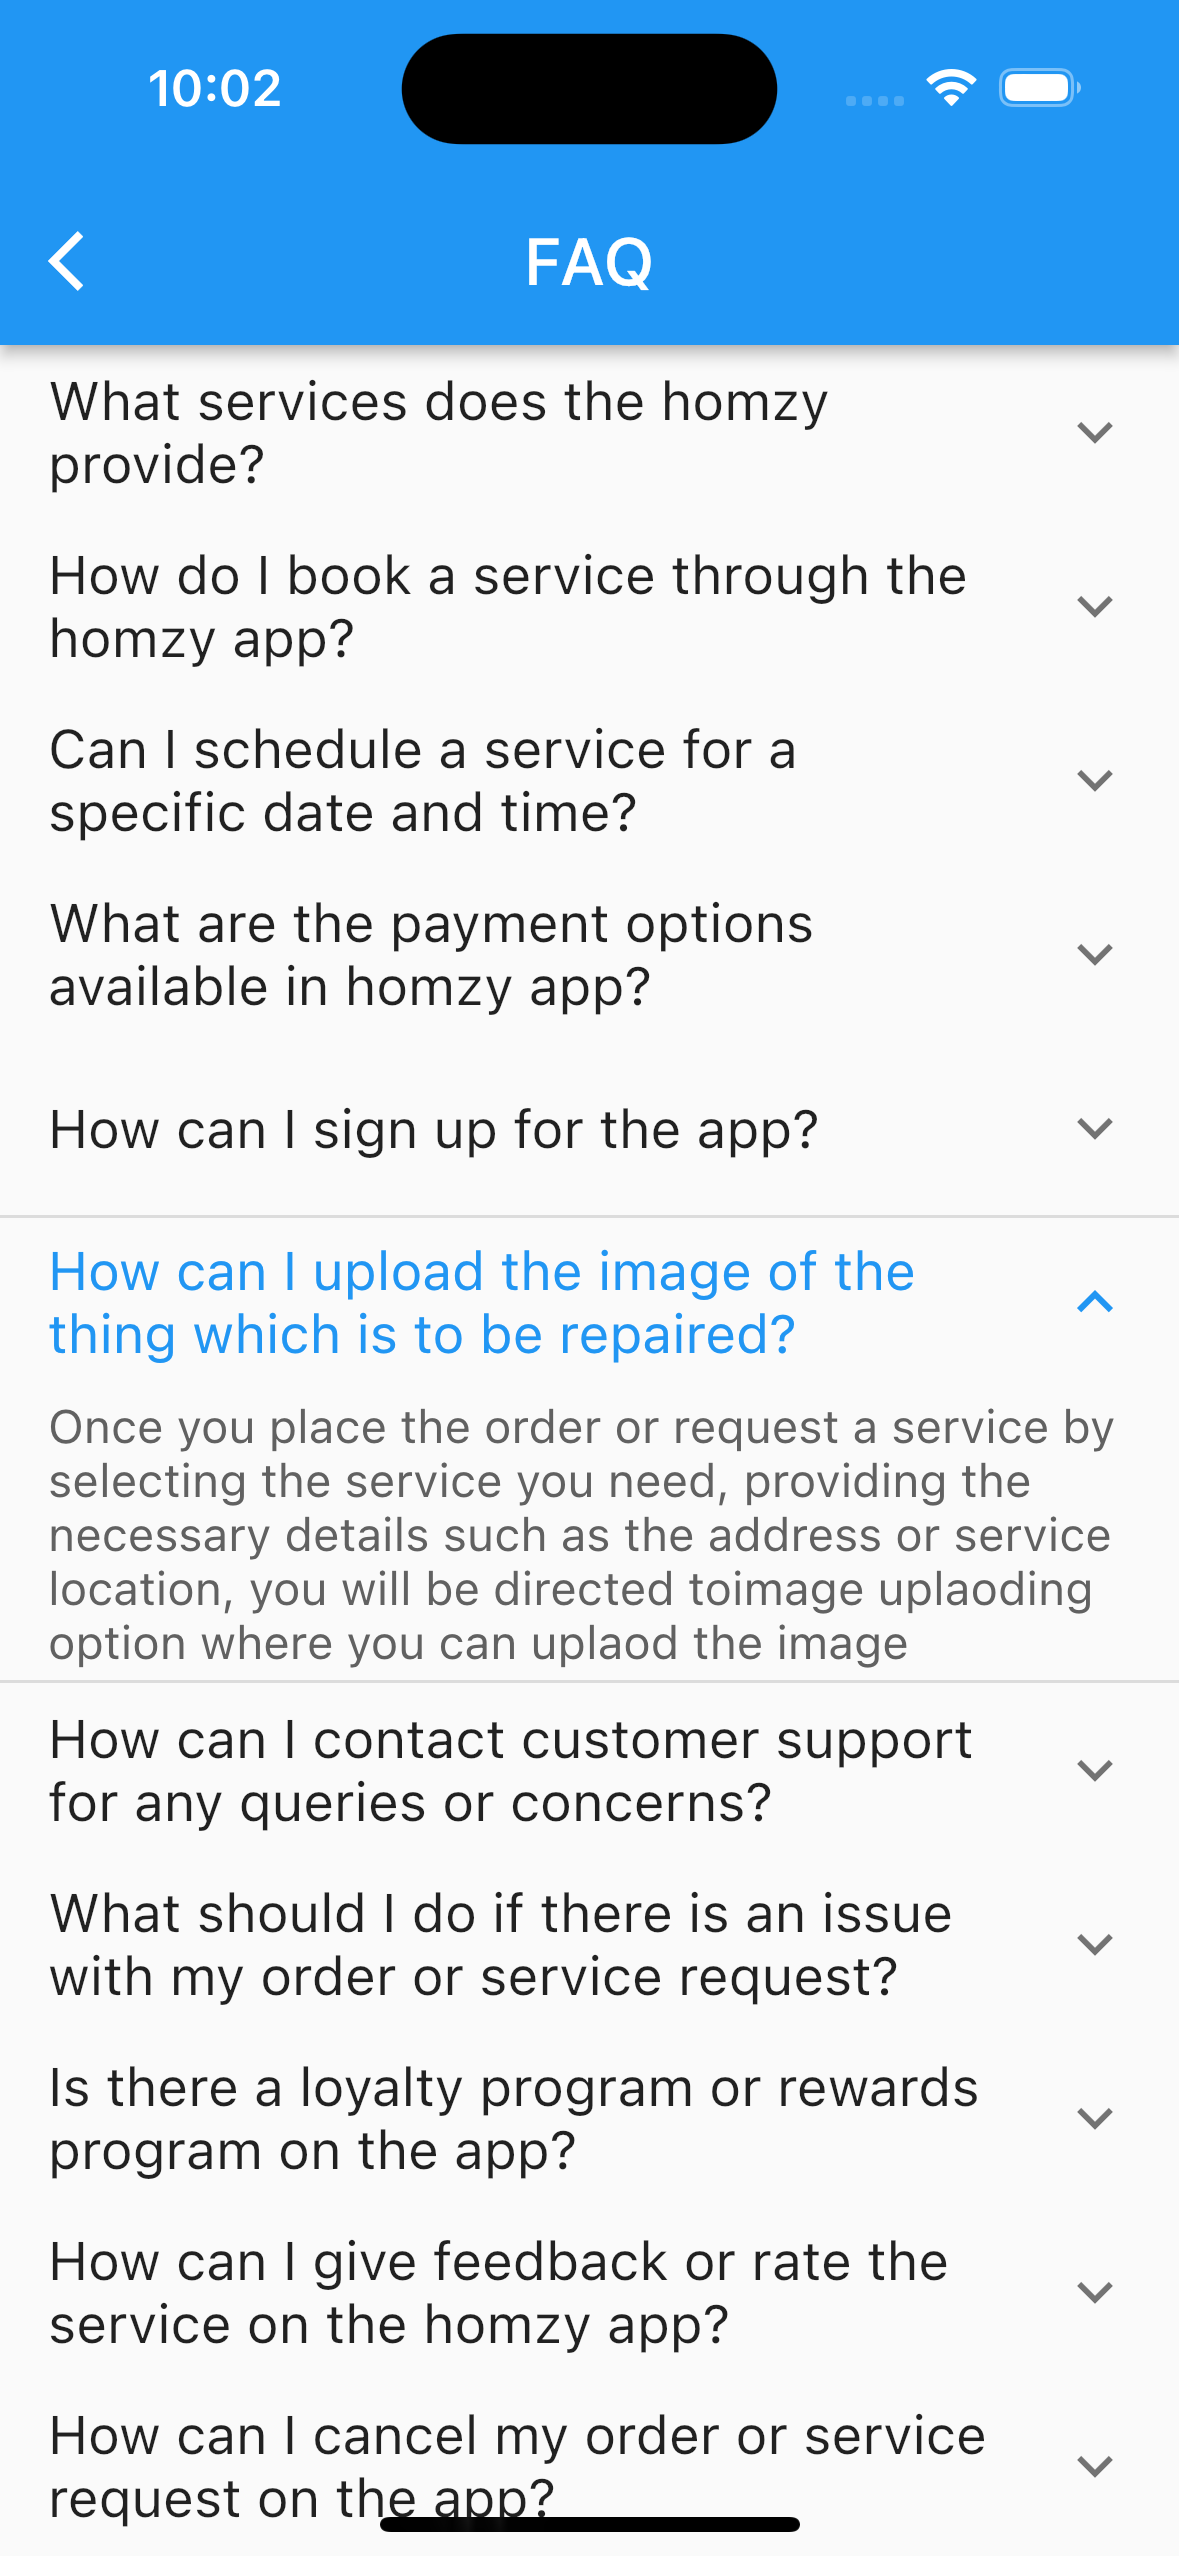 10:02
FAQ
What services does the homzy
provide?
How do I book a service through the
homzy app?
Can I schedule a service for a
specific date and time?
What are the payment options
available in homzy app?
How can I sign up for the app?
How can I upload the image of the
thing which is to be repaired?
Once you place the order or request a service by
selecting the service you need, providing the
necessary details such as the address or service
location, you will be directed toimage uplaoding
option where you can uplaod the image
How can I contact customer support
for any queries or concerns?
What should I do if there is an issue
with my order or service request?
Is there a loyalty program or rewards
program on the app?
How can I give feedback or rate the
service on the homzy app?
How can I cancel my order or service
request on the app?